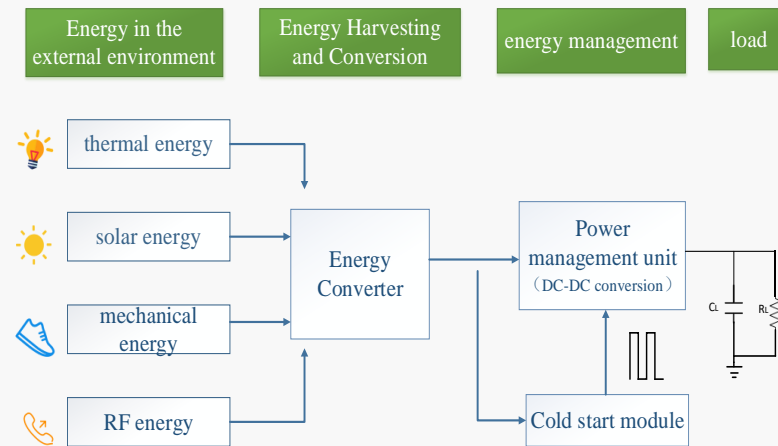 Energy in the
external environment
Energy Harvesting
and Conversion
energy management
load
thermal energy
solar energy
mechanical
energy
RF energy
Energy
Converter
Power
management unit
（DC-DC conversion）
Cold start module
CL
RL